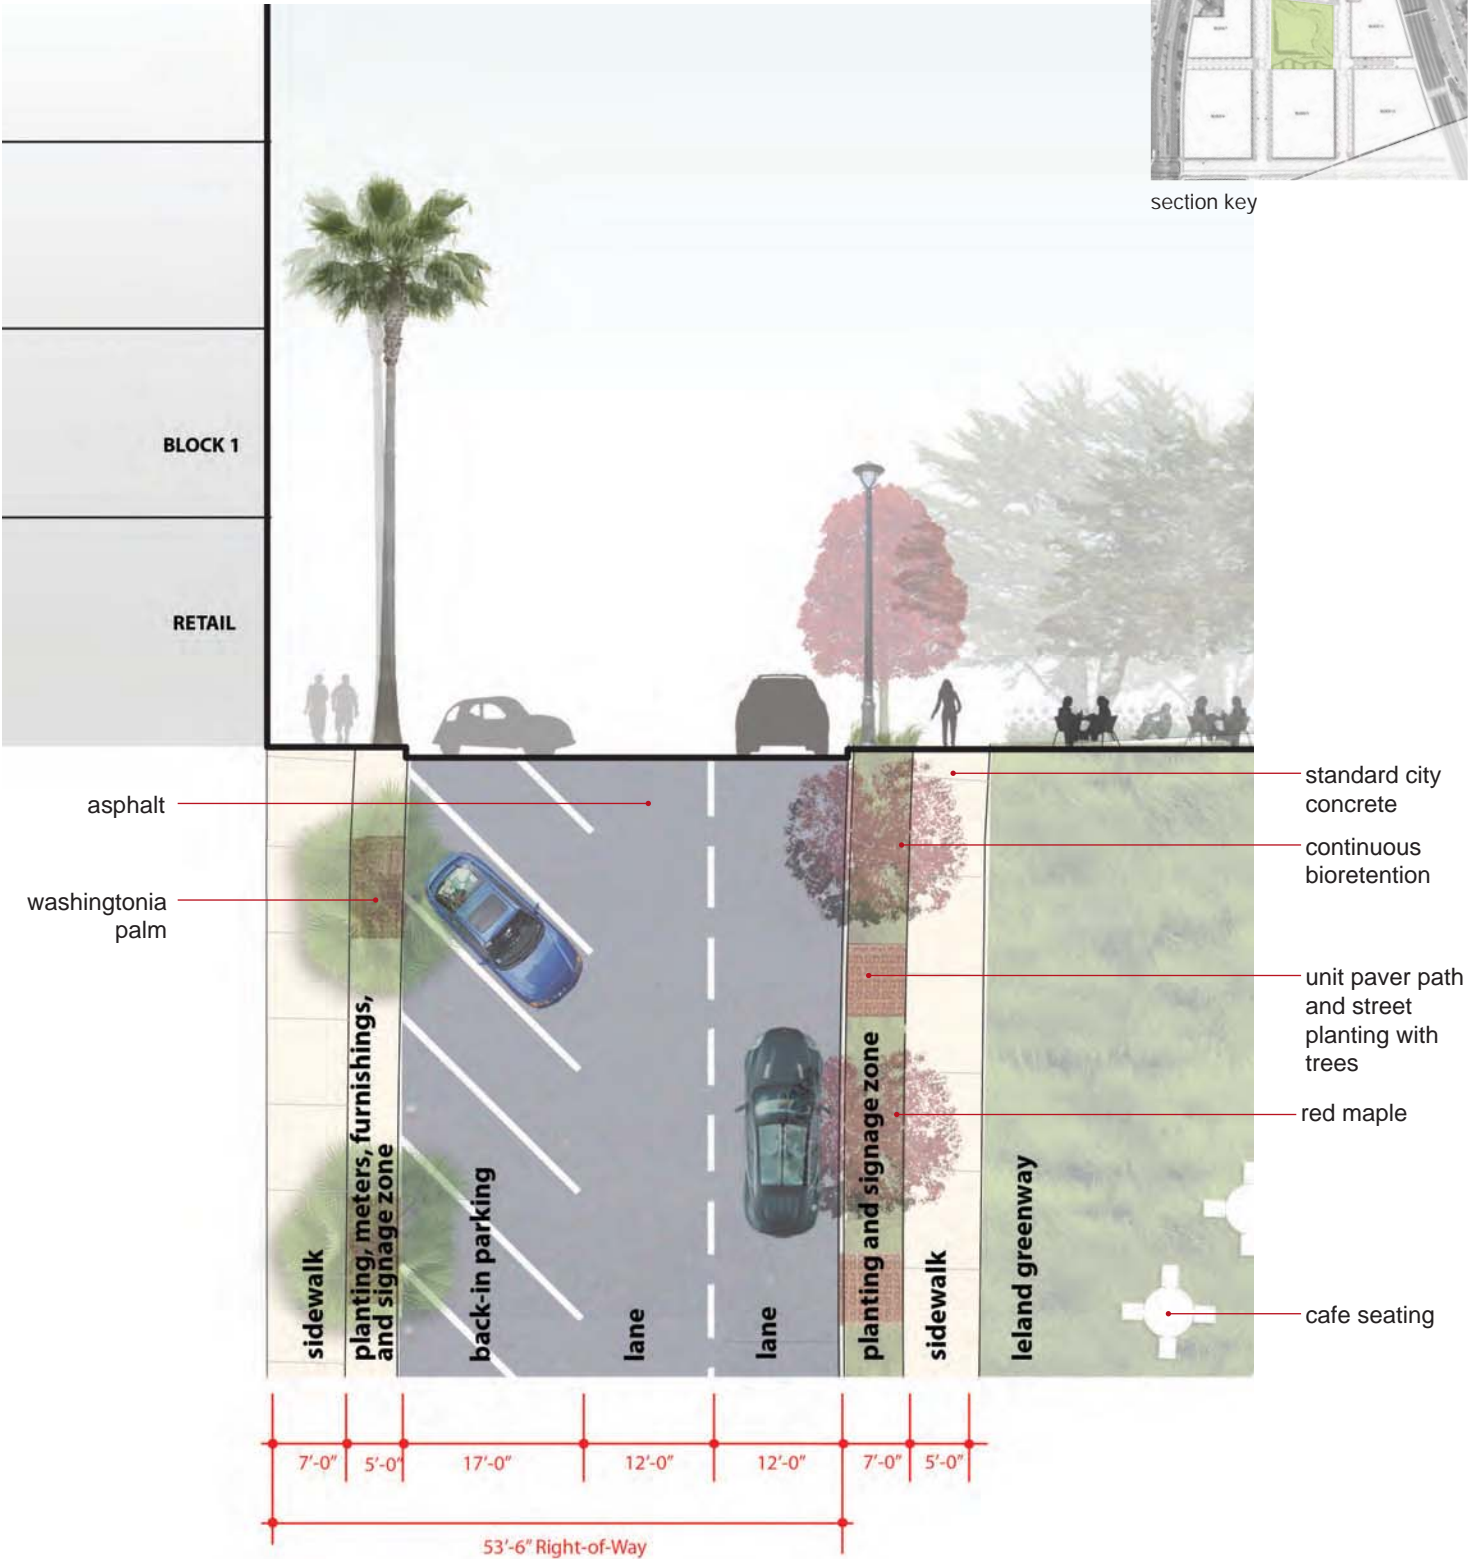 section key
BLOCK 1
RETAIL
asphalt
washingtonia
palm
standard city
concrete
continuous
bioretention
unit paver path
and street
planting with
trees
red maple
cafe seating
sidewalk
planting, meters, furnishings,
and signage zone
back-in parking
lane
lane
planting and signage zone
sidewalk
leland greenway
7'-0"
5'-0"
17'-0"
12'-0"
12'-0"
7'-0"
5'-0"
53'-6" Right-of-Way